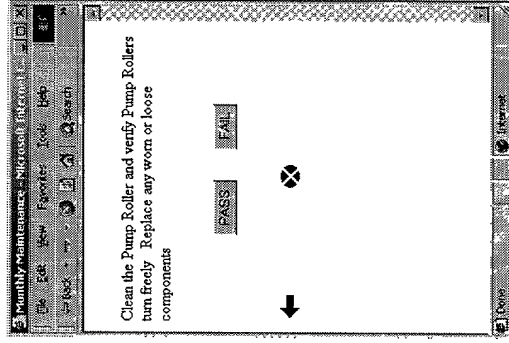 Monthly Maintenance - Microsoft Internet
File Edit View Favorites Tools Help
Back Search
Clean the Pump Roller and verify Pump Rollers
turn freely Replace any worn or loose
components
PASS FAIL
Done Internet